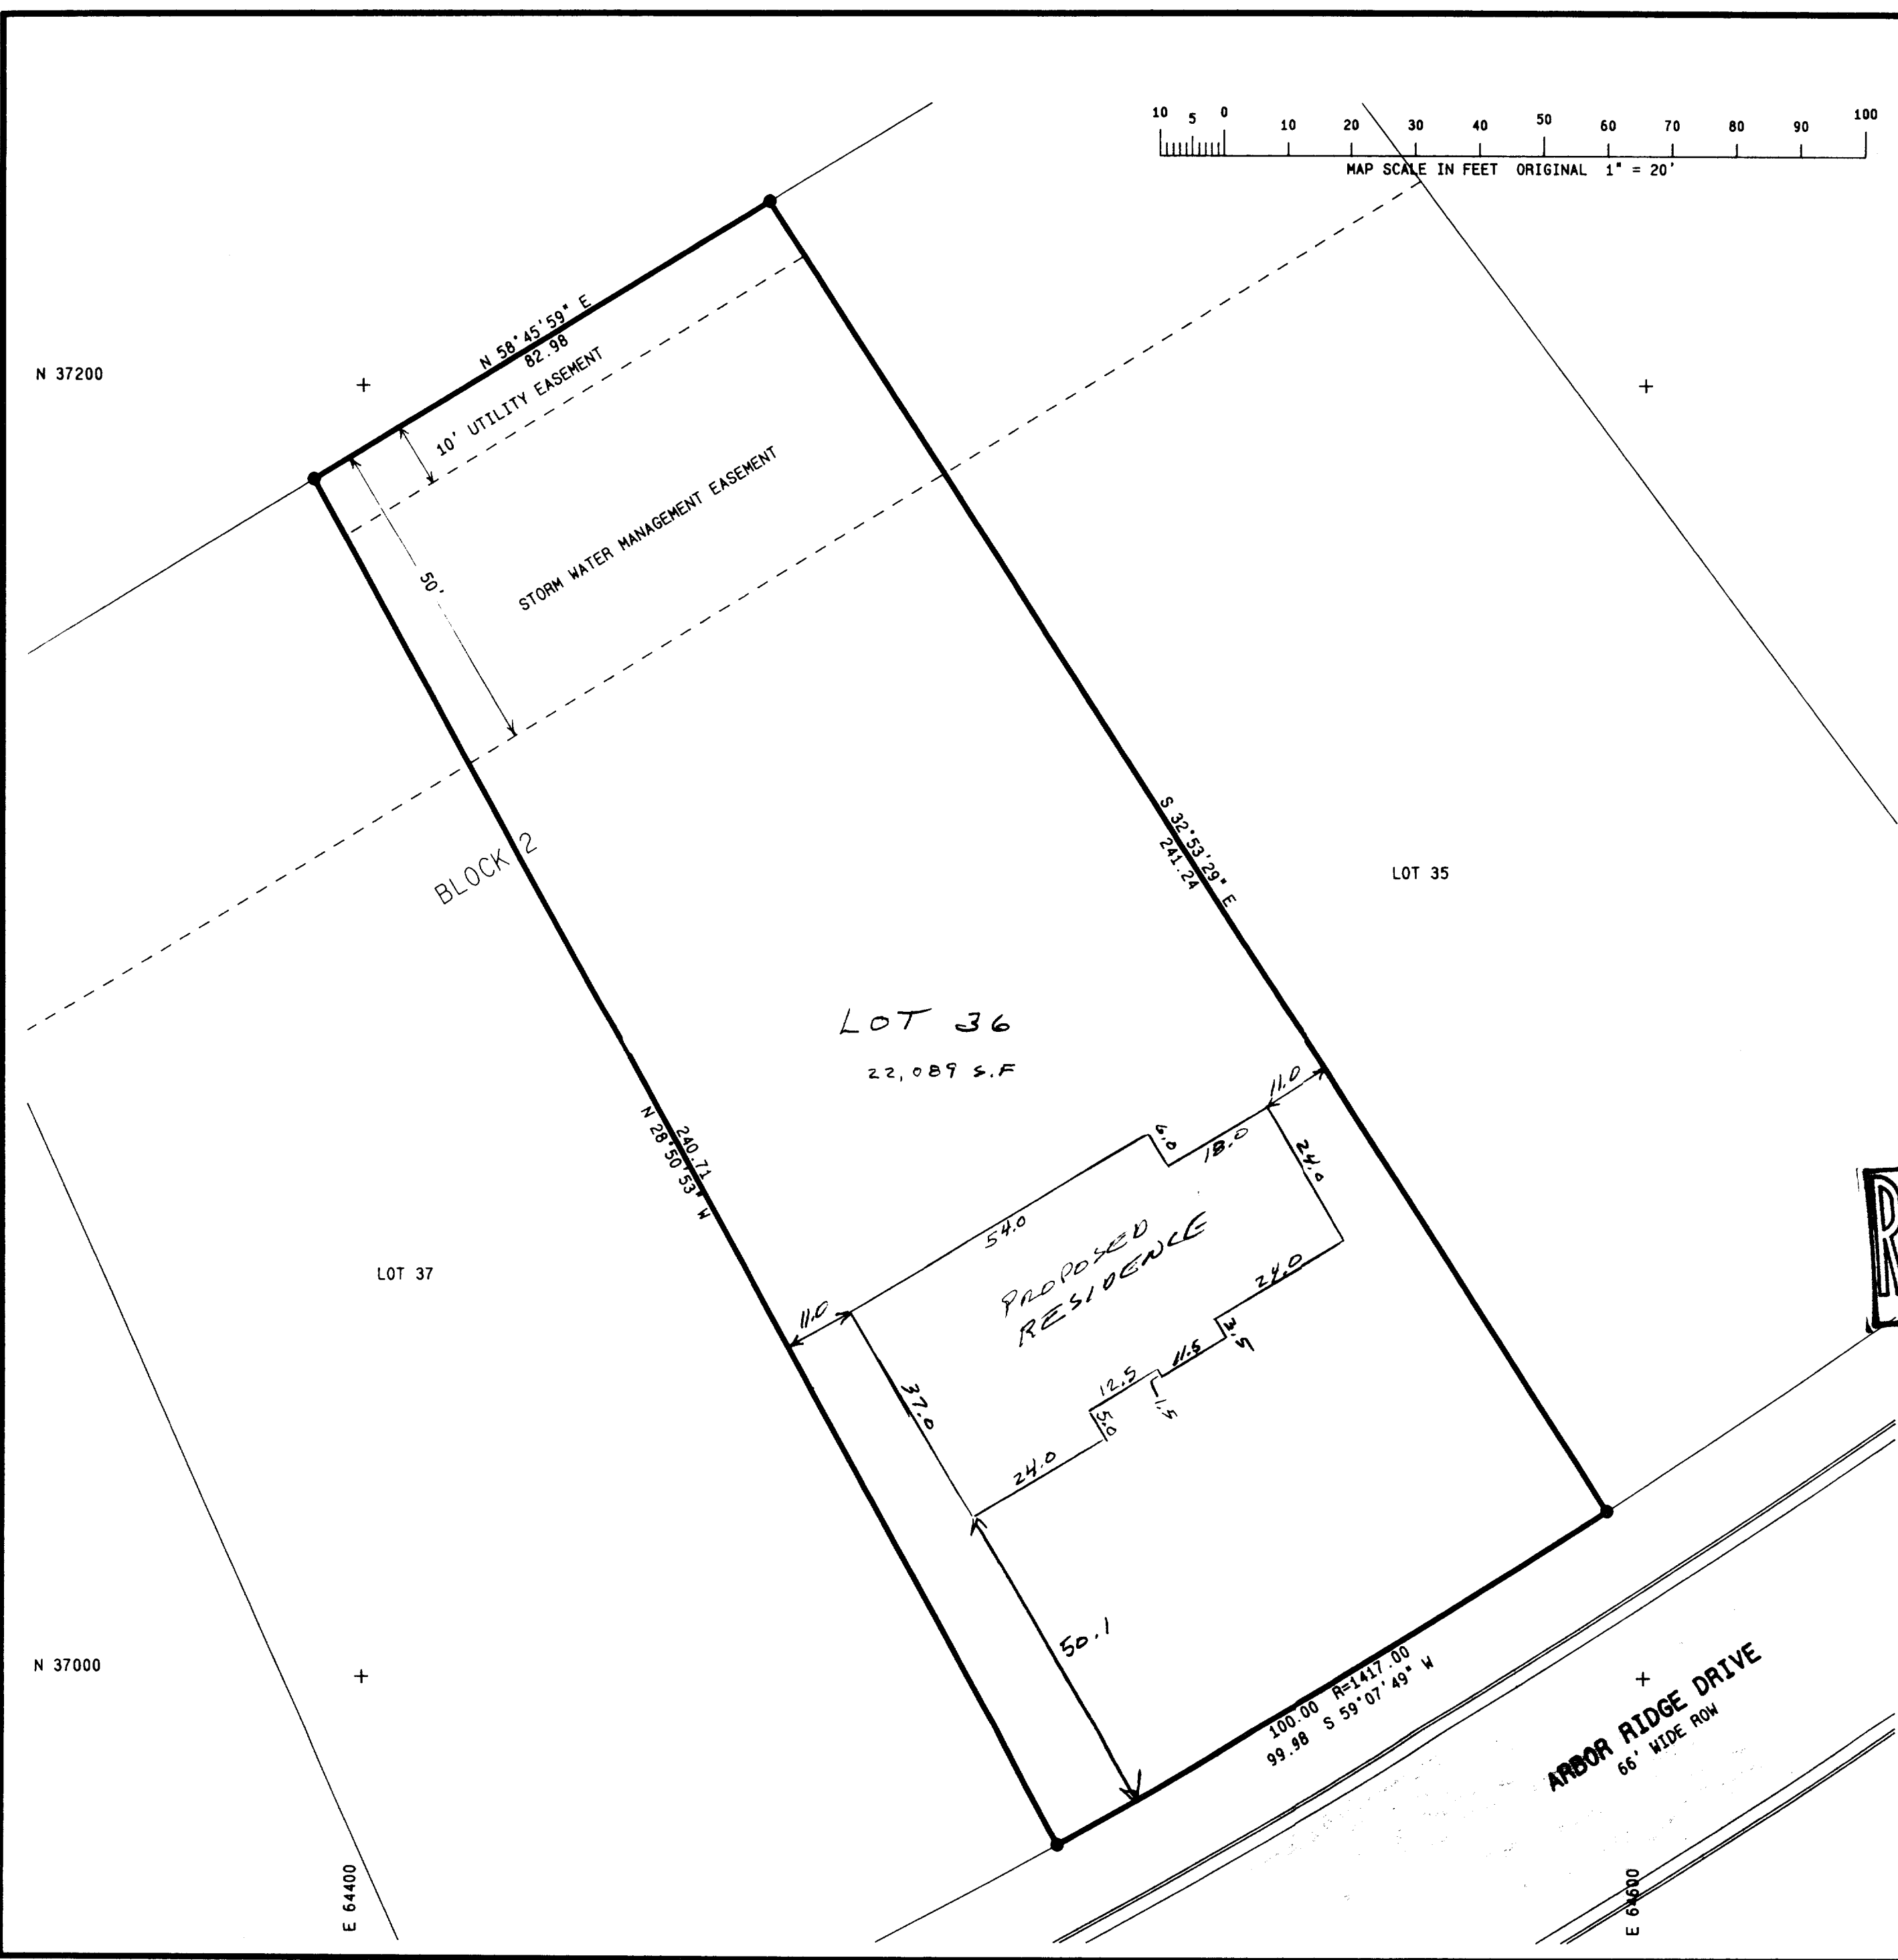 10 5 0 10 20 30 40 50 60 70 80 90 100
MAP SCALE IN FEET ORIGINAL 1" = 20'
N 58°45'59" E
82.98
10' UTILITY EASEMENT
N 37200
STORM WATER MANAGEMENT EASEMENT
50'
BLOCK 2
S 32°53'29" E
241.24
LOT 35
LOT 36
22,089 S.F
240.71
N 28°50'53" W
11.0
6.0
18.0
24.0
54.0
PROPOSED
RESIDENCE
LOT 37
24.0
11.0
3.5
11.5
12.5
1.5
37.0
5.0
24.0
50.1
N 37000
100.00 R=1417.00
99.98 S 59°07'49" W
ARBOR RIDGE DRIVE
66' WIDE ROW
E 64400
E 64600